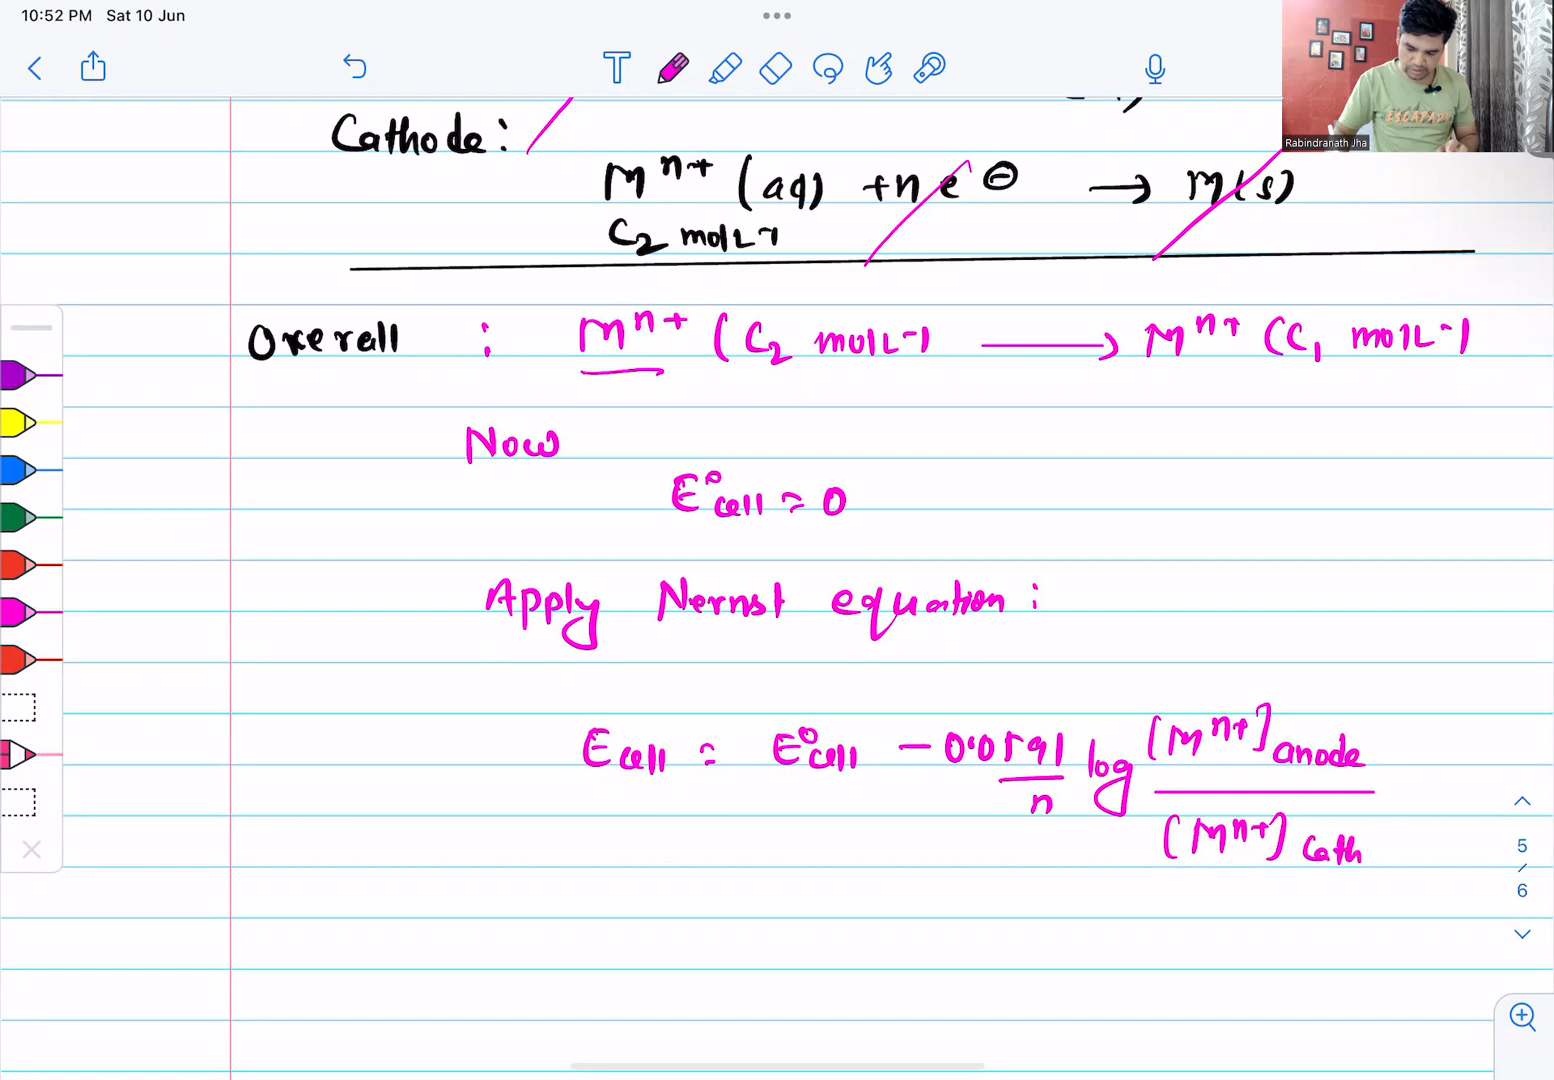 10:52 PM Sat 10 Jun
ESCAPADE
Rabindranath Jha
Cathode :
Mⁿ⁺ (aq) + n e⊖ → M(s)
C₂ mol L⁻¹
Overall : Mⁿ⁺ (C₂ mol L⁻¹) → Mⁿ⁺ (C₁ mol L⁻¹)
Now
E°cell = 0
Apply Nernst equation :
Ecell = E°cell - 0.0591/n log [Mⁿ⁺]anode / [Mⁿ⁺]cath
5
/
6